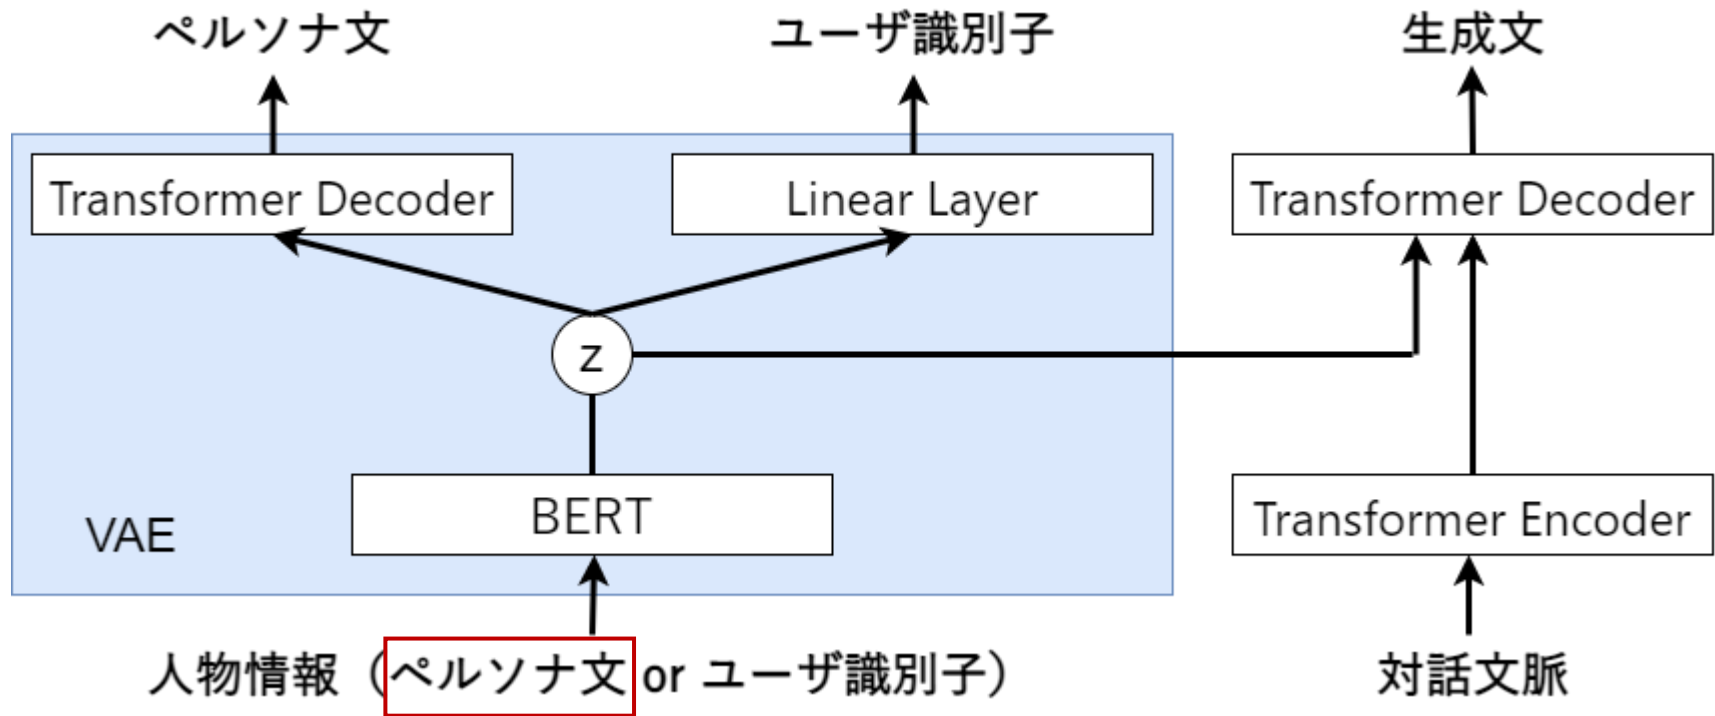 ペルソナ文
ユーザ識別子
生成文
Transformer Decoder
Linear Layer
Transformer Decoder
z
BERT
VAE
Transformer Encoder
人物情報（ペルソナ文 or ユーザ識別子）
対話文脈